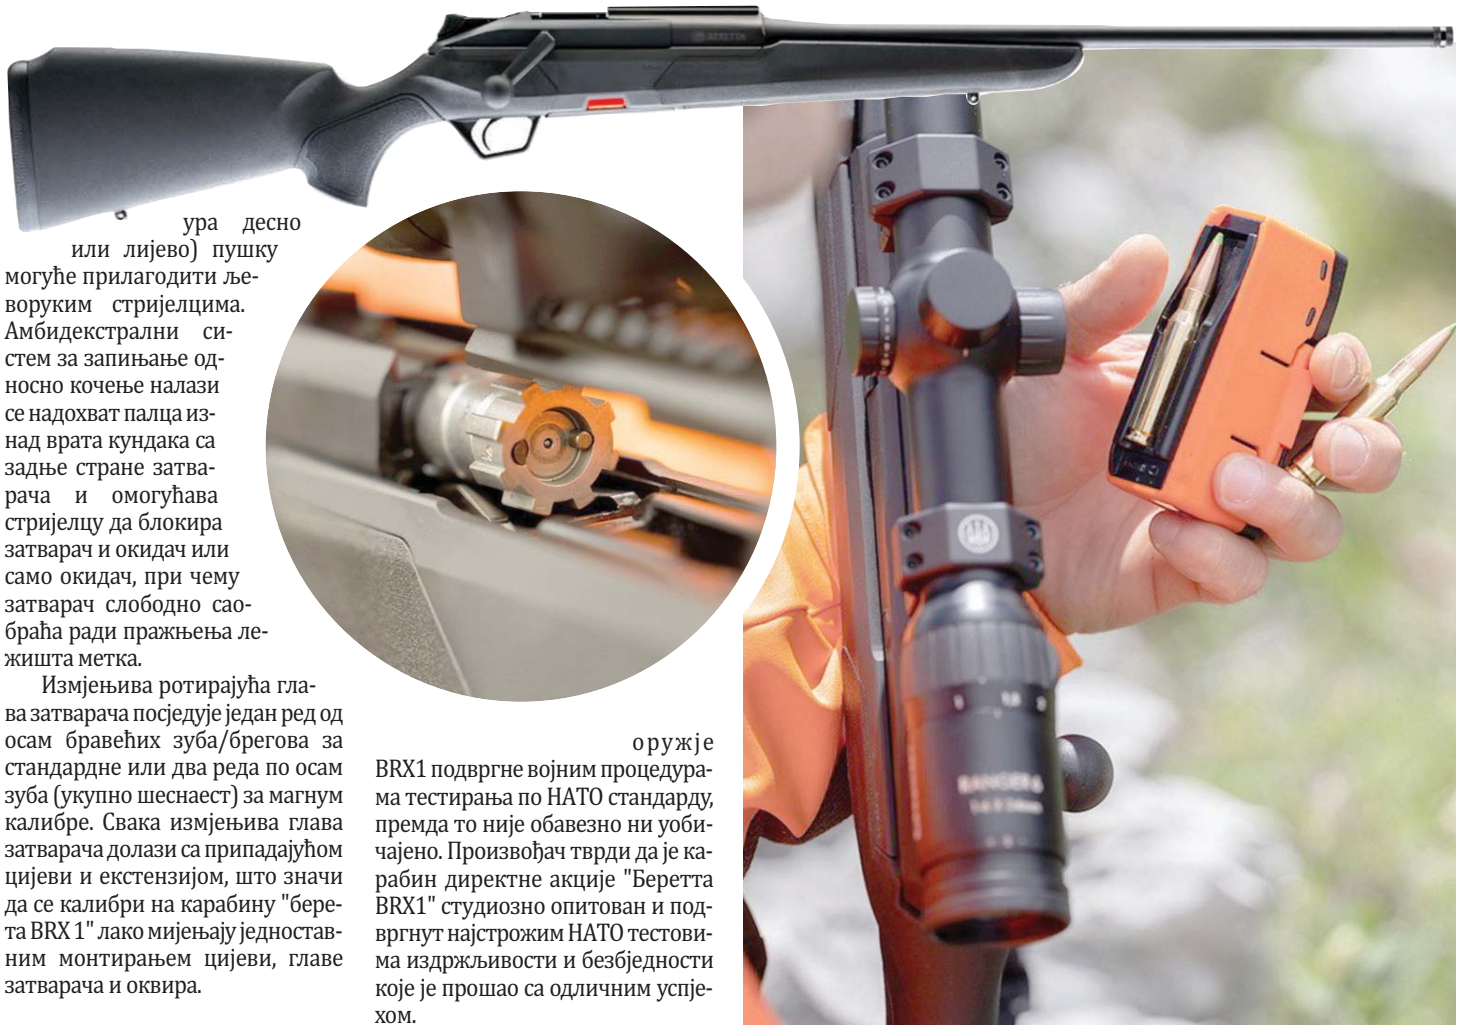 BERETTA
ура десно
или лијево) пушку
могуће прилагодити ље-
воруким стријелцима.
Амбидекстрални си-
стем за запињање од-
носно кочење налази
се надохват палца из-
над врата кундака са
задње стране затва-
рача и омогућава
стријелцу да блокира
затварач и окидач или
само окидач, при чему
затварач слободно сао-
браћа ради пражњења ле-
жишта метка.
Измјењива ротирајућа гла-
ва затварача посједује један ред од
осам бравећих зуба/брегова за
стандардне или два реда по осам
зуба (укупно шеснаест) за магнум
калибре. Свака измјењива глава
затварача долази са припадајућом
цијеви и екстензијом, што значи
да се калибри на карабину "бере-
та BRX 1" лако мијењају једностав-
ним монтирањем цијеви, главе
затварача и оквира.
оружје
BRX1 подвргне војним процедура-
ма тестирања по НАТО стандарду,
премда то није обавезно ни уоби-
чајено. Произвођач тврди да је ка-
рабин директне акције "Беретта
BRX1" студиозно опитован и под-
вргнут најстрожим НАТО тестови-
ма издржљивости и безбједности
које је прошао са одличним успје-
хом.